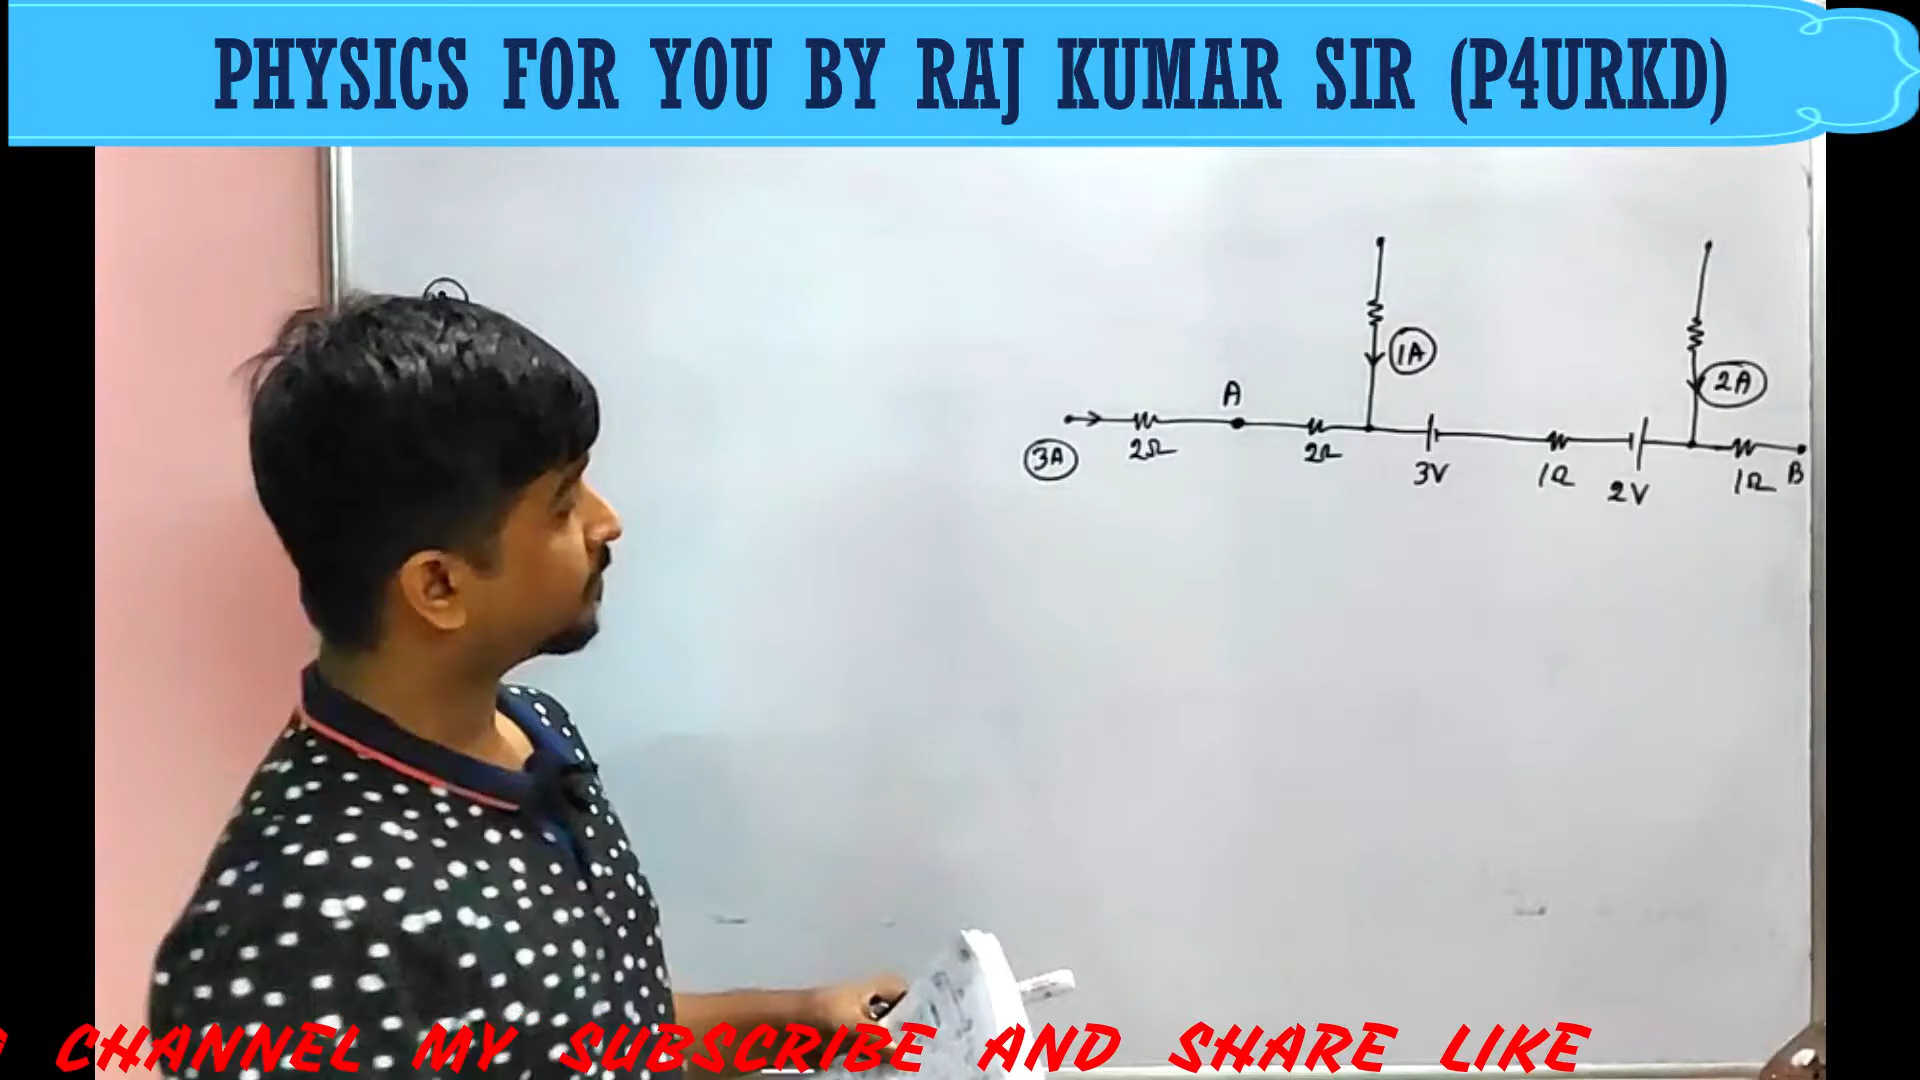 PHYSICS FOR YOU BY RAJ KUMAR SIR (P4URKD)
1A
2A
A
3A
2Ω
2Ω
3V
1Ω
2V
1Ω
B
CHANNEL MY SUBSCRIBE AND SHARE LIKE